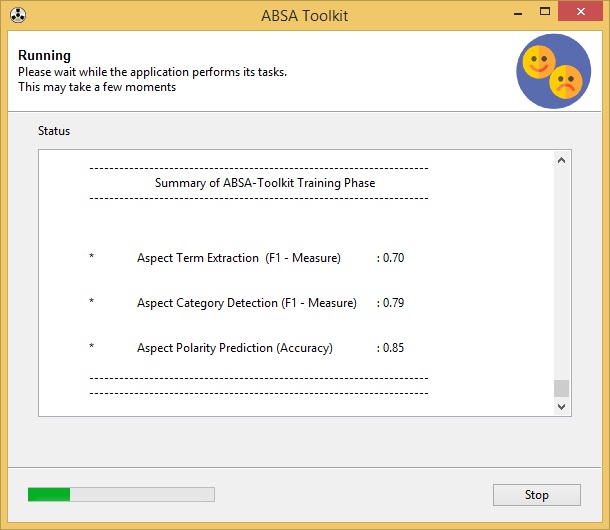 ABSA Toolkit
Running
Please wait while the application performs its tasks.
This may take a few moments
Status
--------------------------------------------------------------------
Summary of ABSA-Toolkit Training Phase
--------------------------------------------------------------------
* Aspect Term Extraction (F1 - Measure) : 0.70
* Aspect Category Detection (F1 - Measure) : 0.79
* Aspect Polarity Prediction (Accuracy) : 0.85
--------------------------------------------------------------------
--------------------------------------------------------------------
Stop